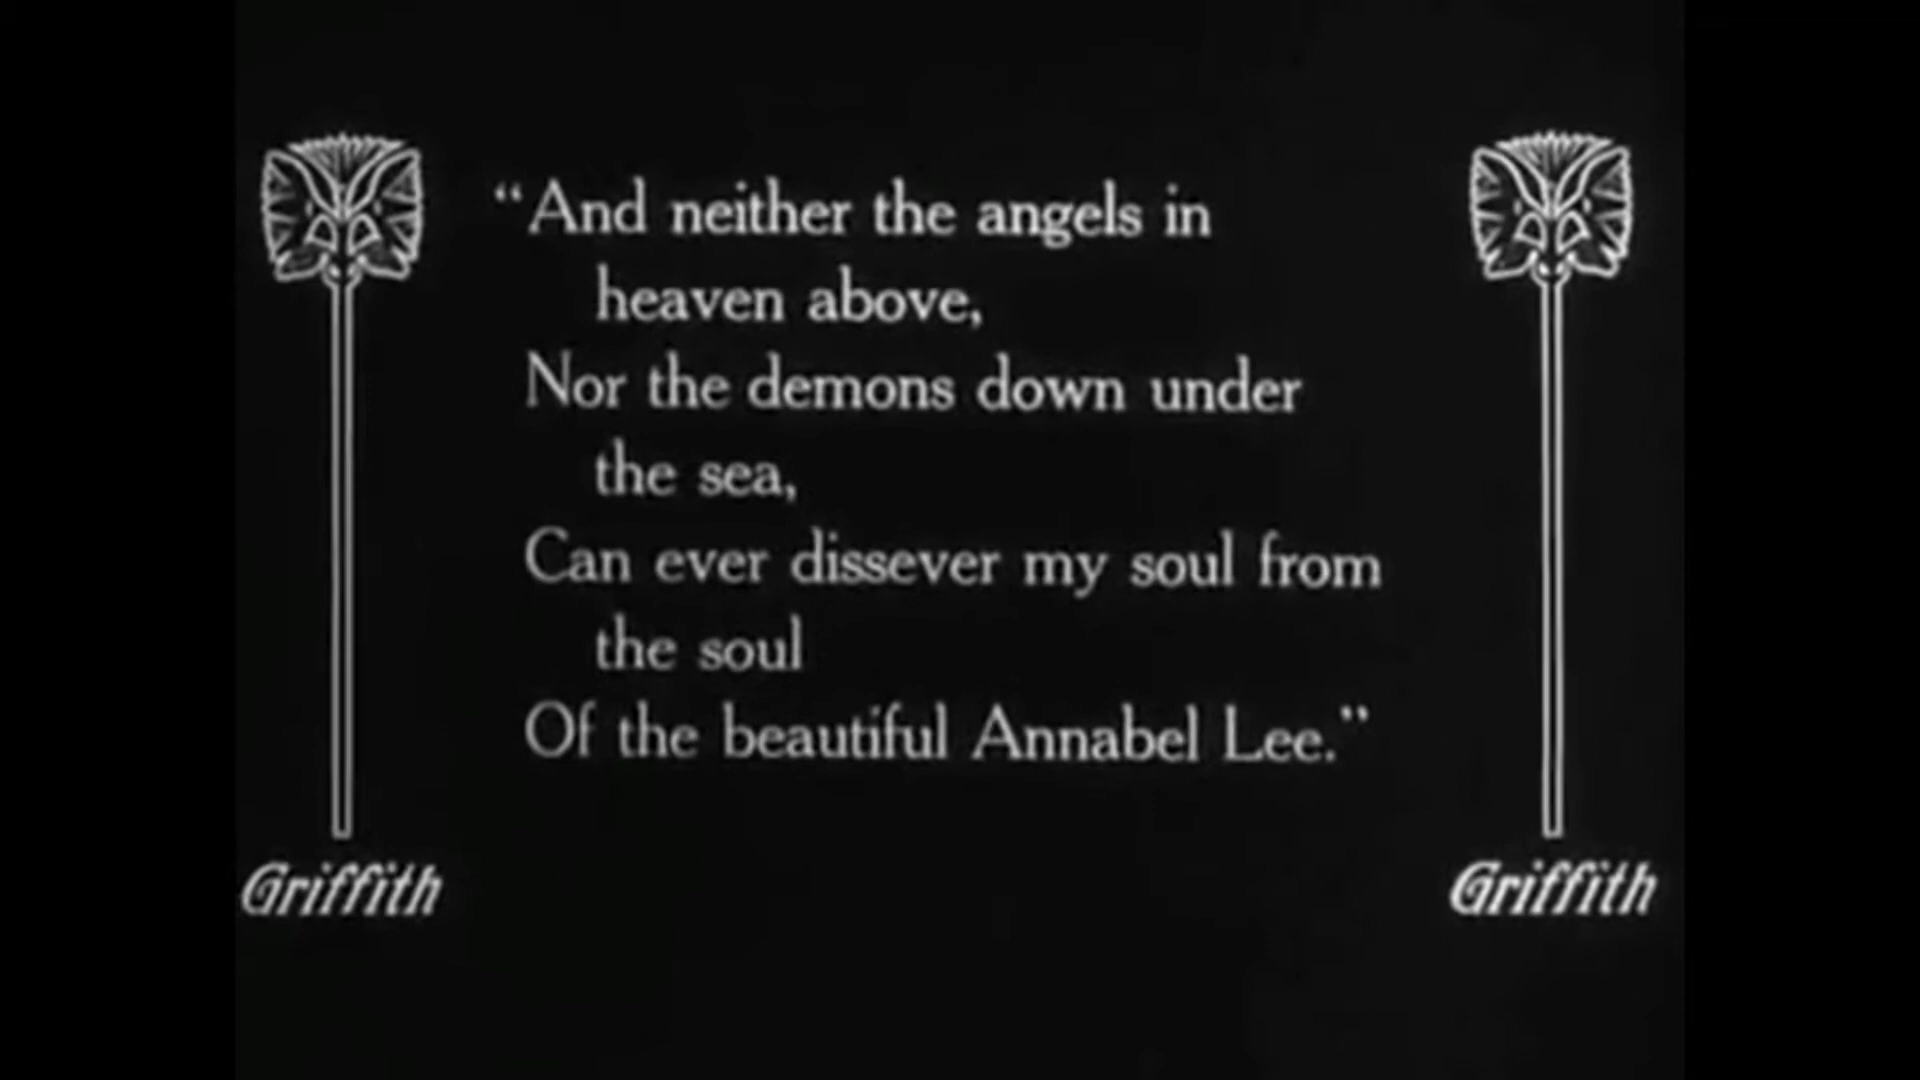 “And neither the angels in
heaven above,
Nor the demons down under
the sea,
Can ever dissever my soul from
the soul
Of the beautiful Annabel Lee.”
Griffith
Griffith